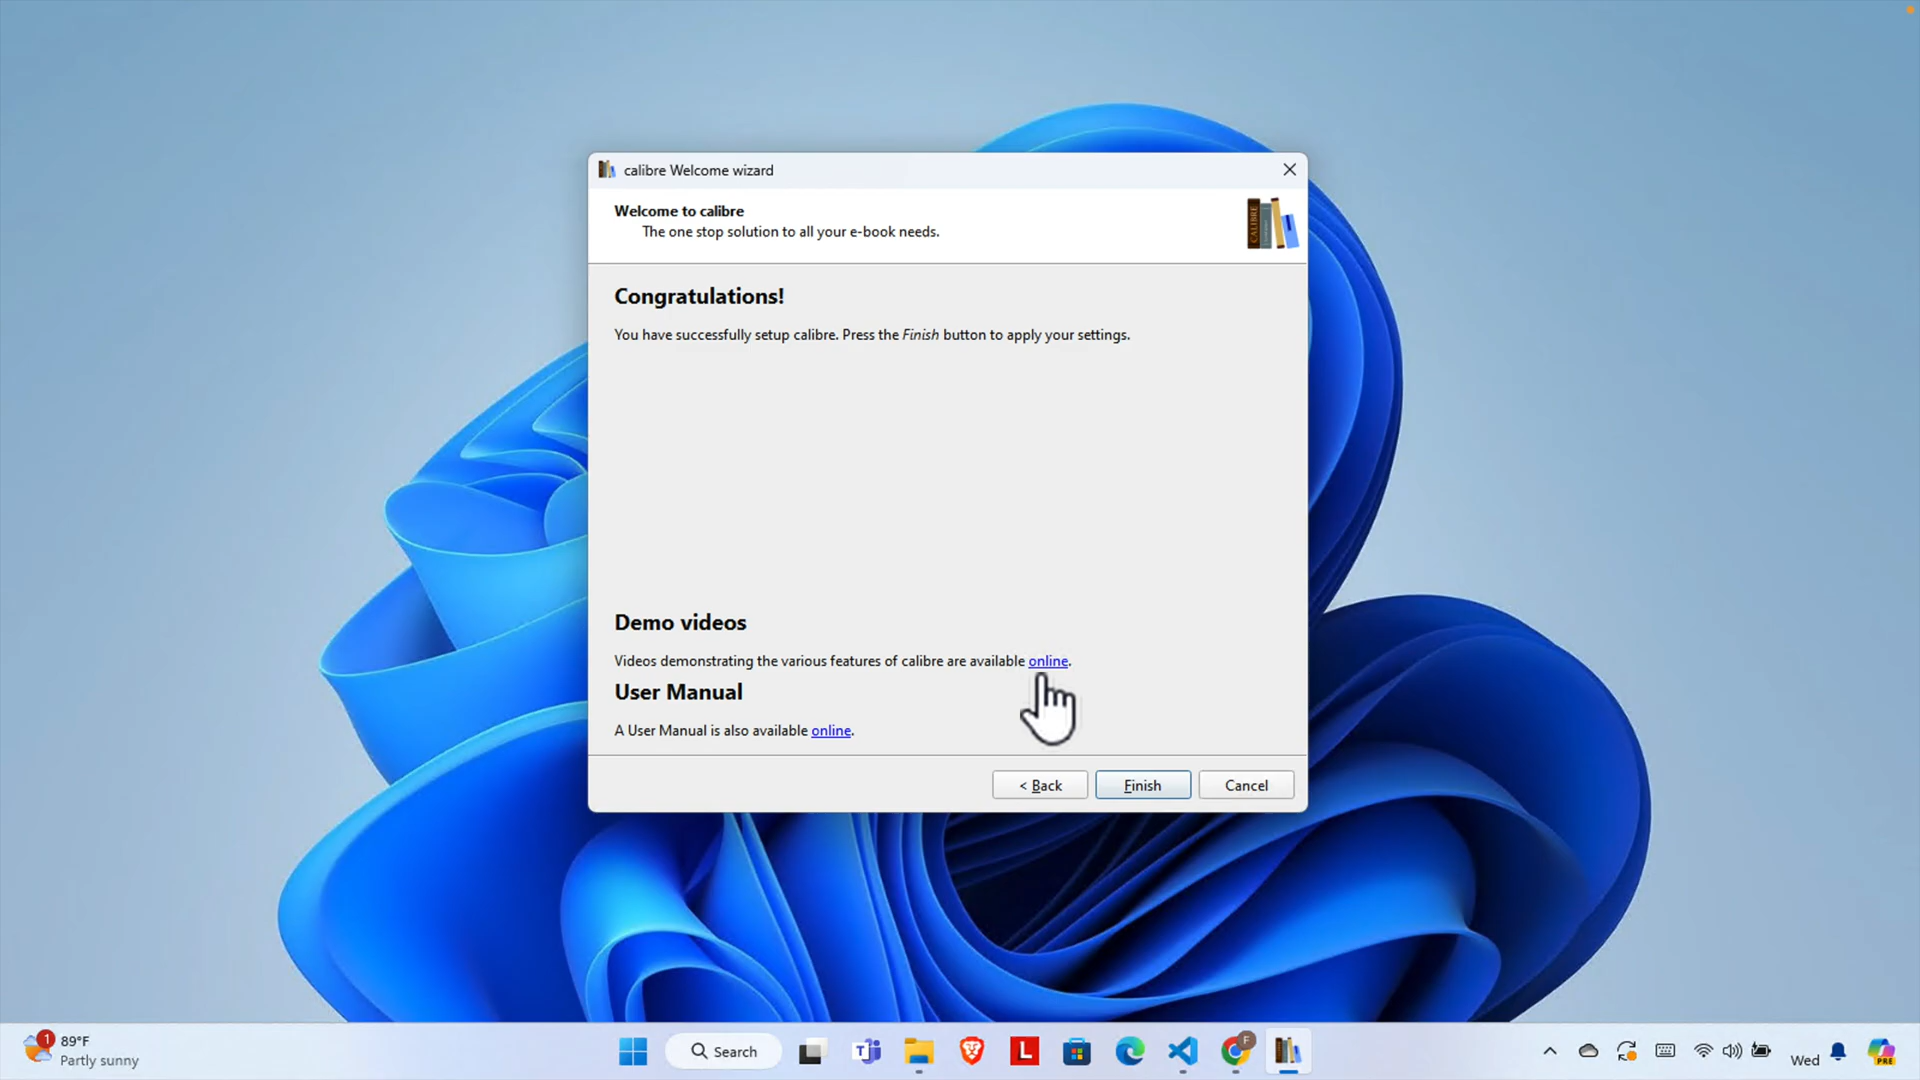 calibre Welcome wizard
Welcome to calibre
The one stop solution to all your e-book needs.
CALIBRE
Congratulations!
You have successfully setup calibre. Press the Finish button to apply your settings.
Demo videos
Videos demonstrating the various features of calibre are available online.
User Manual
A User Manual is also available online.
< Back
Finish
Cancel
1
89°F
Partly sunny
Search
L
F
Wed
PRE